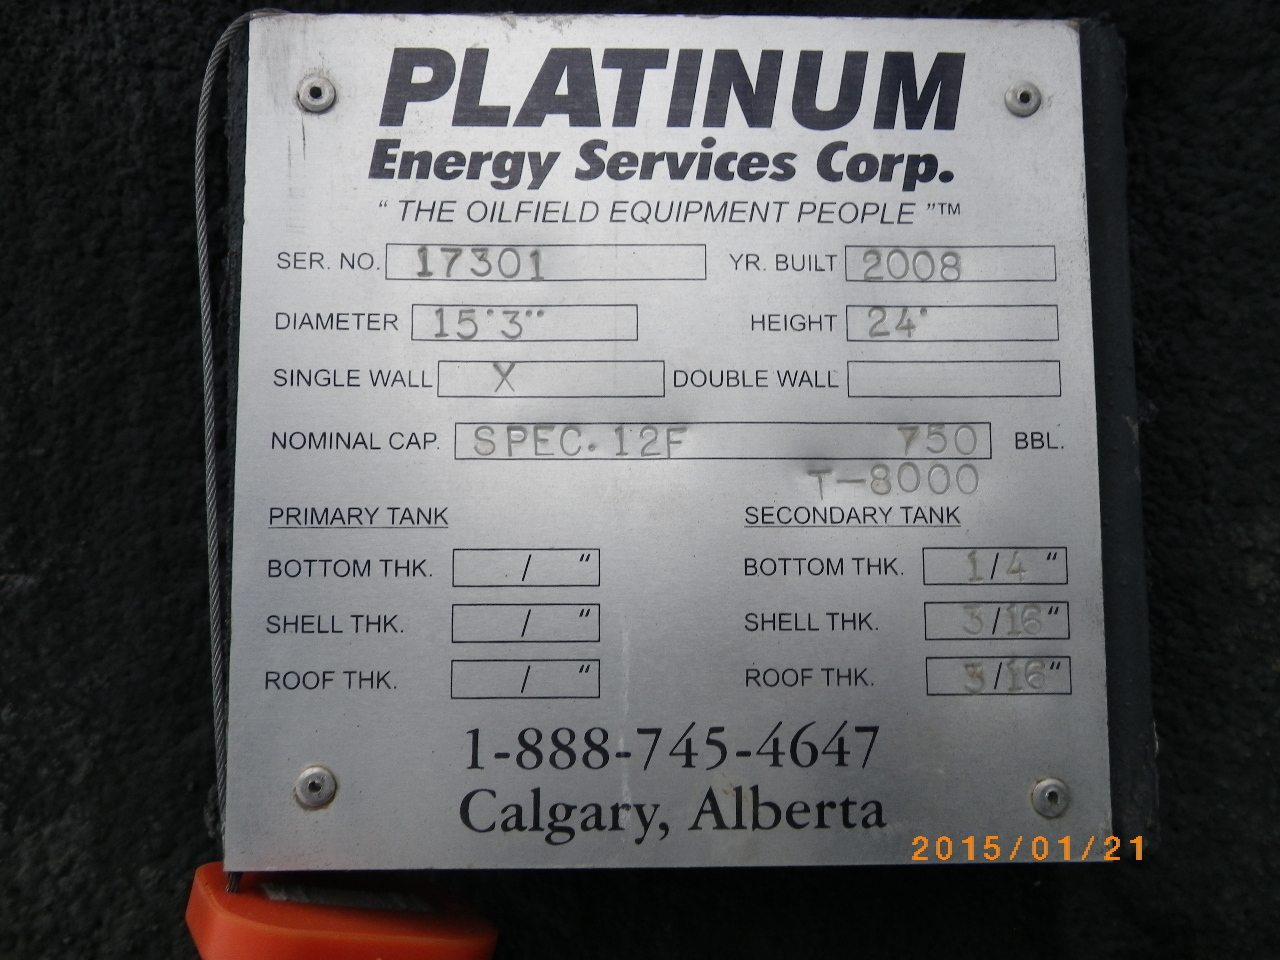 PLATINUM
Energy Services Corp.
" THE OILFIELD EQUIPMENT PEOPLE "™
SER. NO. 17301 YR. BUILT 2008
DIAMETER 15'3" HEIGHT 24'
SINGLE WALL X DOUBLE WALL
NOMINAL CAP. SPEC. 12F 750 BBL.
T-8000
PRIMARY TANK SECONDARY TANK
BOTTOM THK. / " BOTTOM THK. 1/4 "
SHELL THK. / " SHELL THK. 3/16"
ROOF THK. / " ROOF THK. 3/16"
1-888-745-4647
Calgary, Alberta
2015/01/21